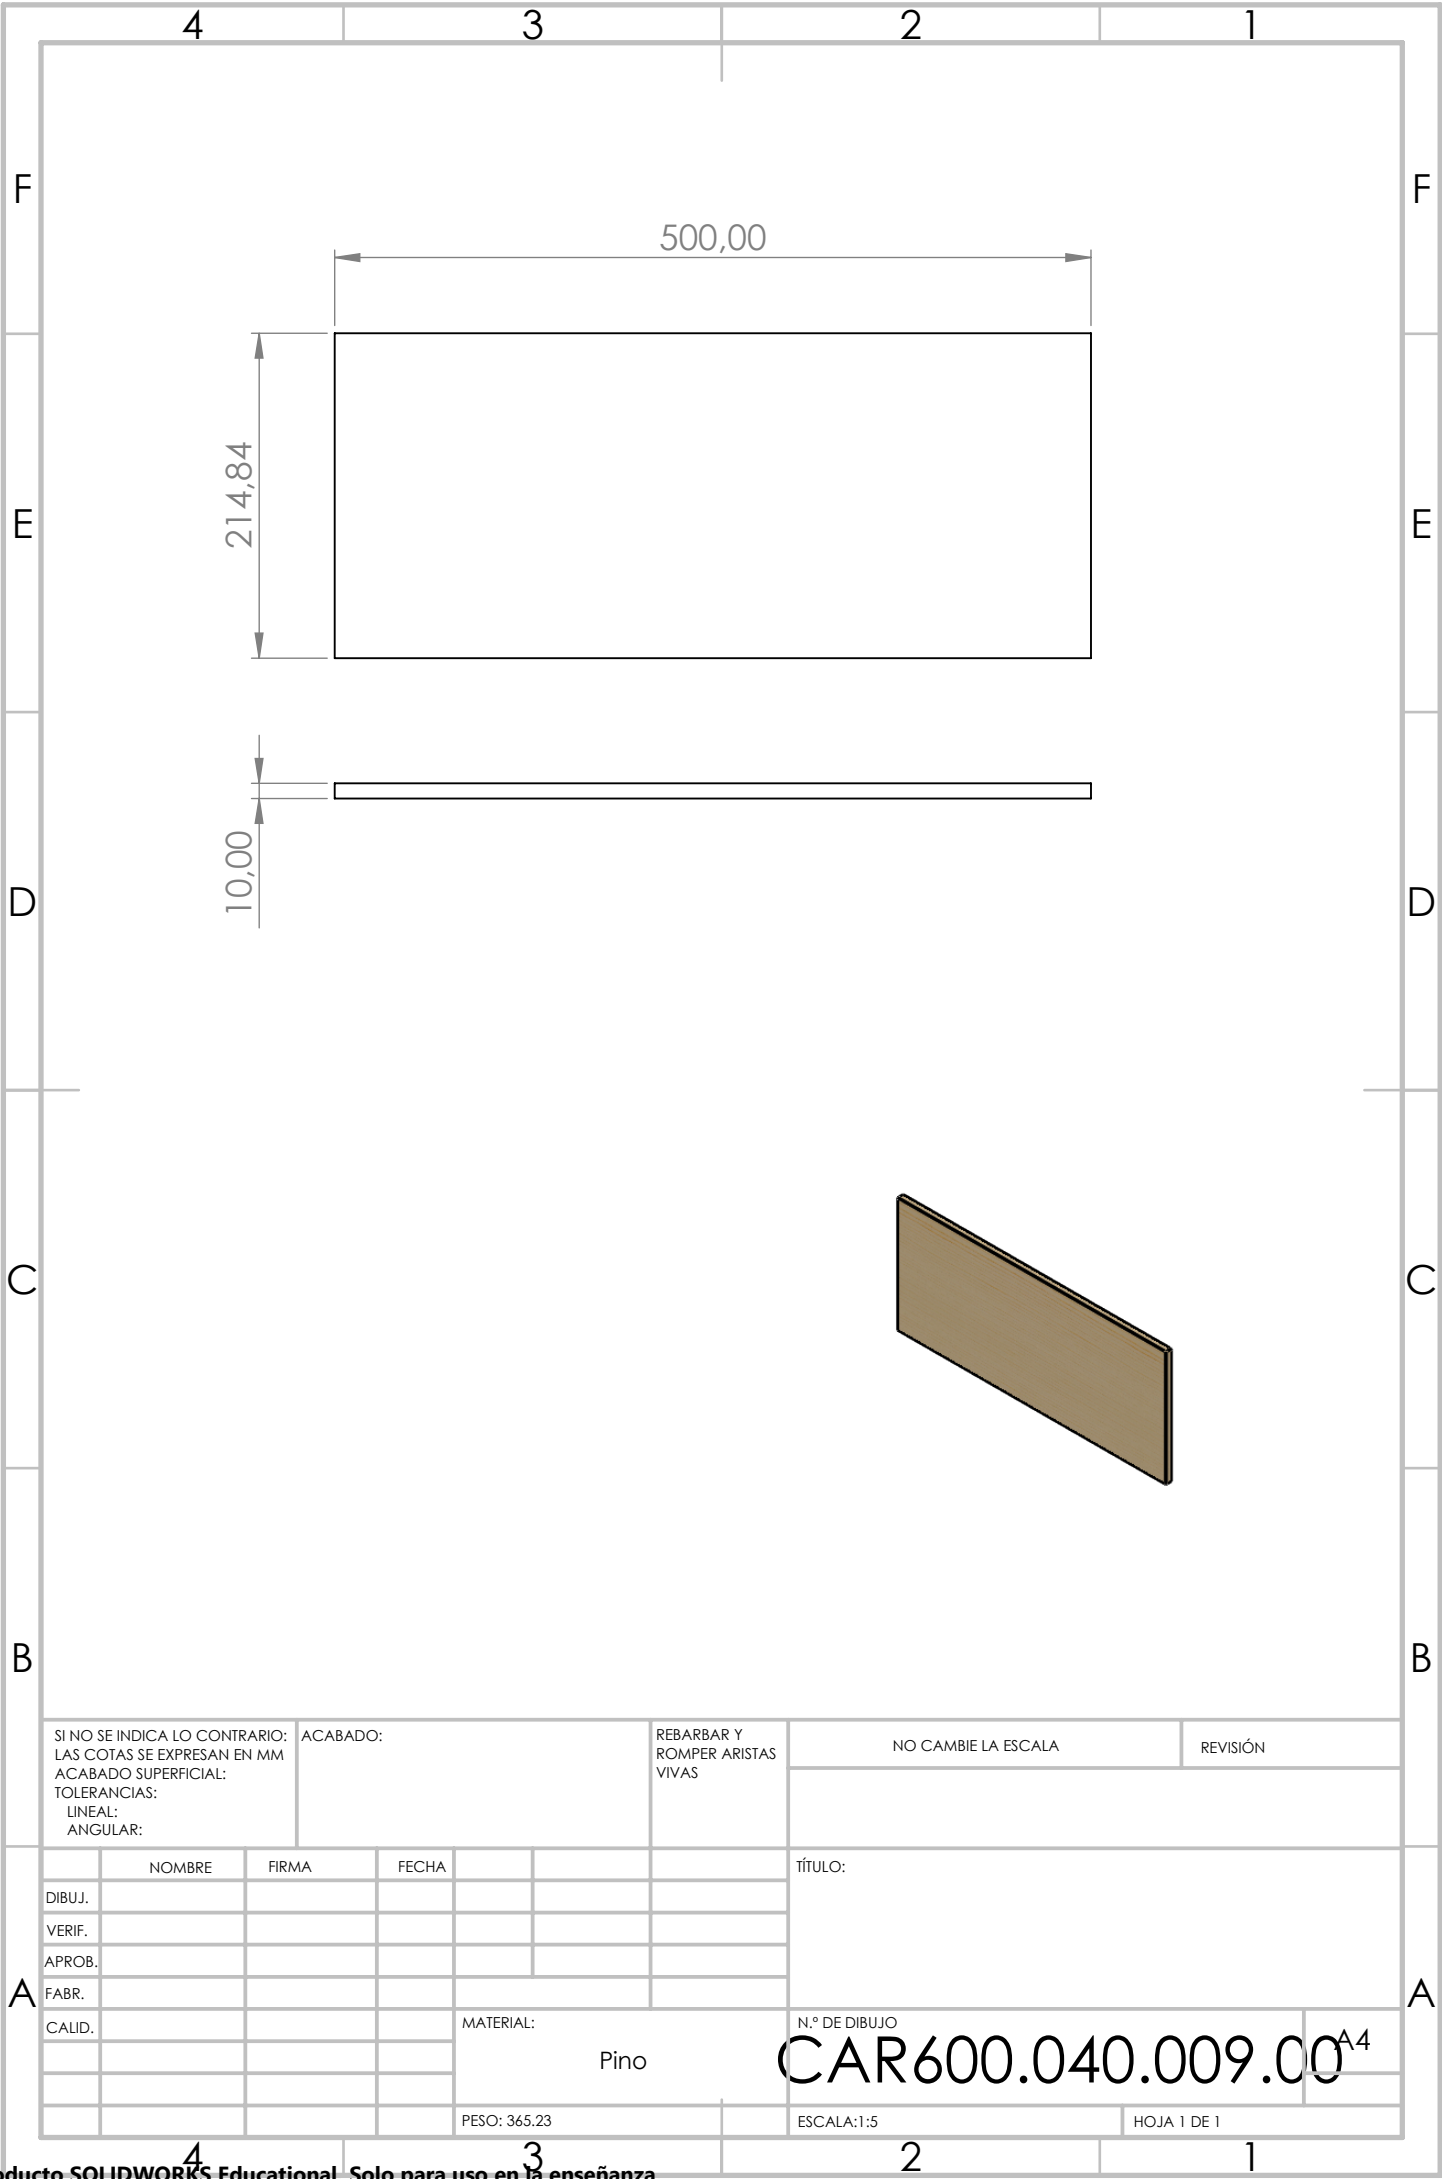 4 3 2 1
F F
500,00
E E
214,84
D D
10,00
C C
B B
SI NO SE INDICA LO CONTRARIO:
LAS COTAS SE EXPRESAN EN MM
ACABADO SUPERFICIAL:
TOLERANCIAS:
LINEAL:
ANGULAR:
ACABADO:
REBARBAR Y
ROMPER ARISTAS
VIVAS
NO CAMBIE LA ESCALA
REVISIÓN
NOMBRE FIRMA FECHA
TÍTULO:
DIBUJ.
VERIF.
APROB.
A FABR. A
CALID.
MATERIAL:
Pino
N.º DE DIBUJO
CAR600.040.009.00
A4
PESO: 365.23
ESCALA:1:5
HOJA 1 DE 1
4 3 2 1
oducto SOLIDWORKS Educational. Solo para uso en la enseñanza